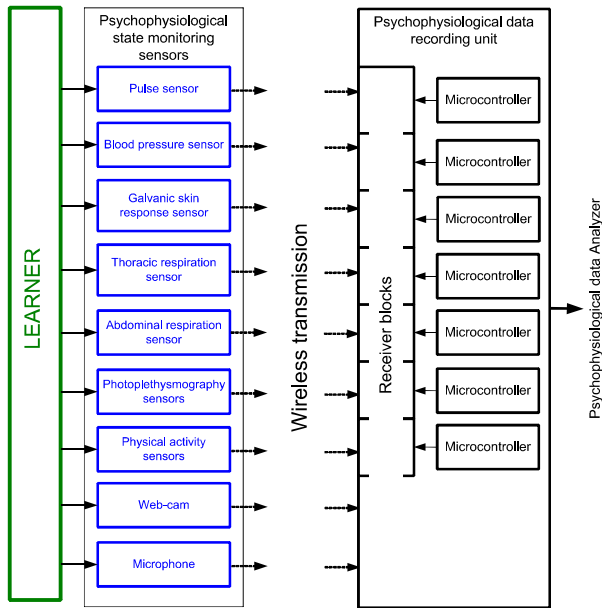 LEARNER
Psychophysiological
state monitoring
sensors
Pulse sensor
Blood pressure sensor
Galvanic skin
response sensor
Thoracic respiration
sensor
Abdominal respiration
sensor
Photoplethysmography
sensors
Physical activity
sensors
Web-cam
Microphone
Wireless transmission
Psychophysiological data
recording unit
Receiver blocks
Microcontroller
Microcontroller
Microcontroller
Microcontroller
Microcontroller
Microcontroller
Microcontroller
Psychophysiological data Analyzer